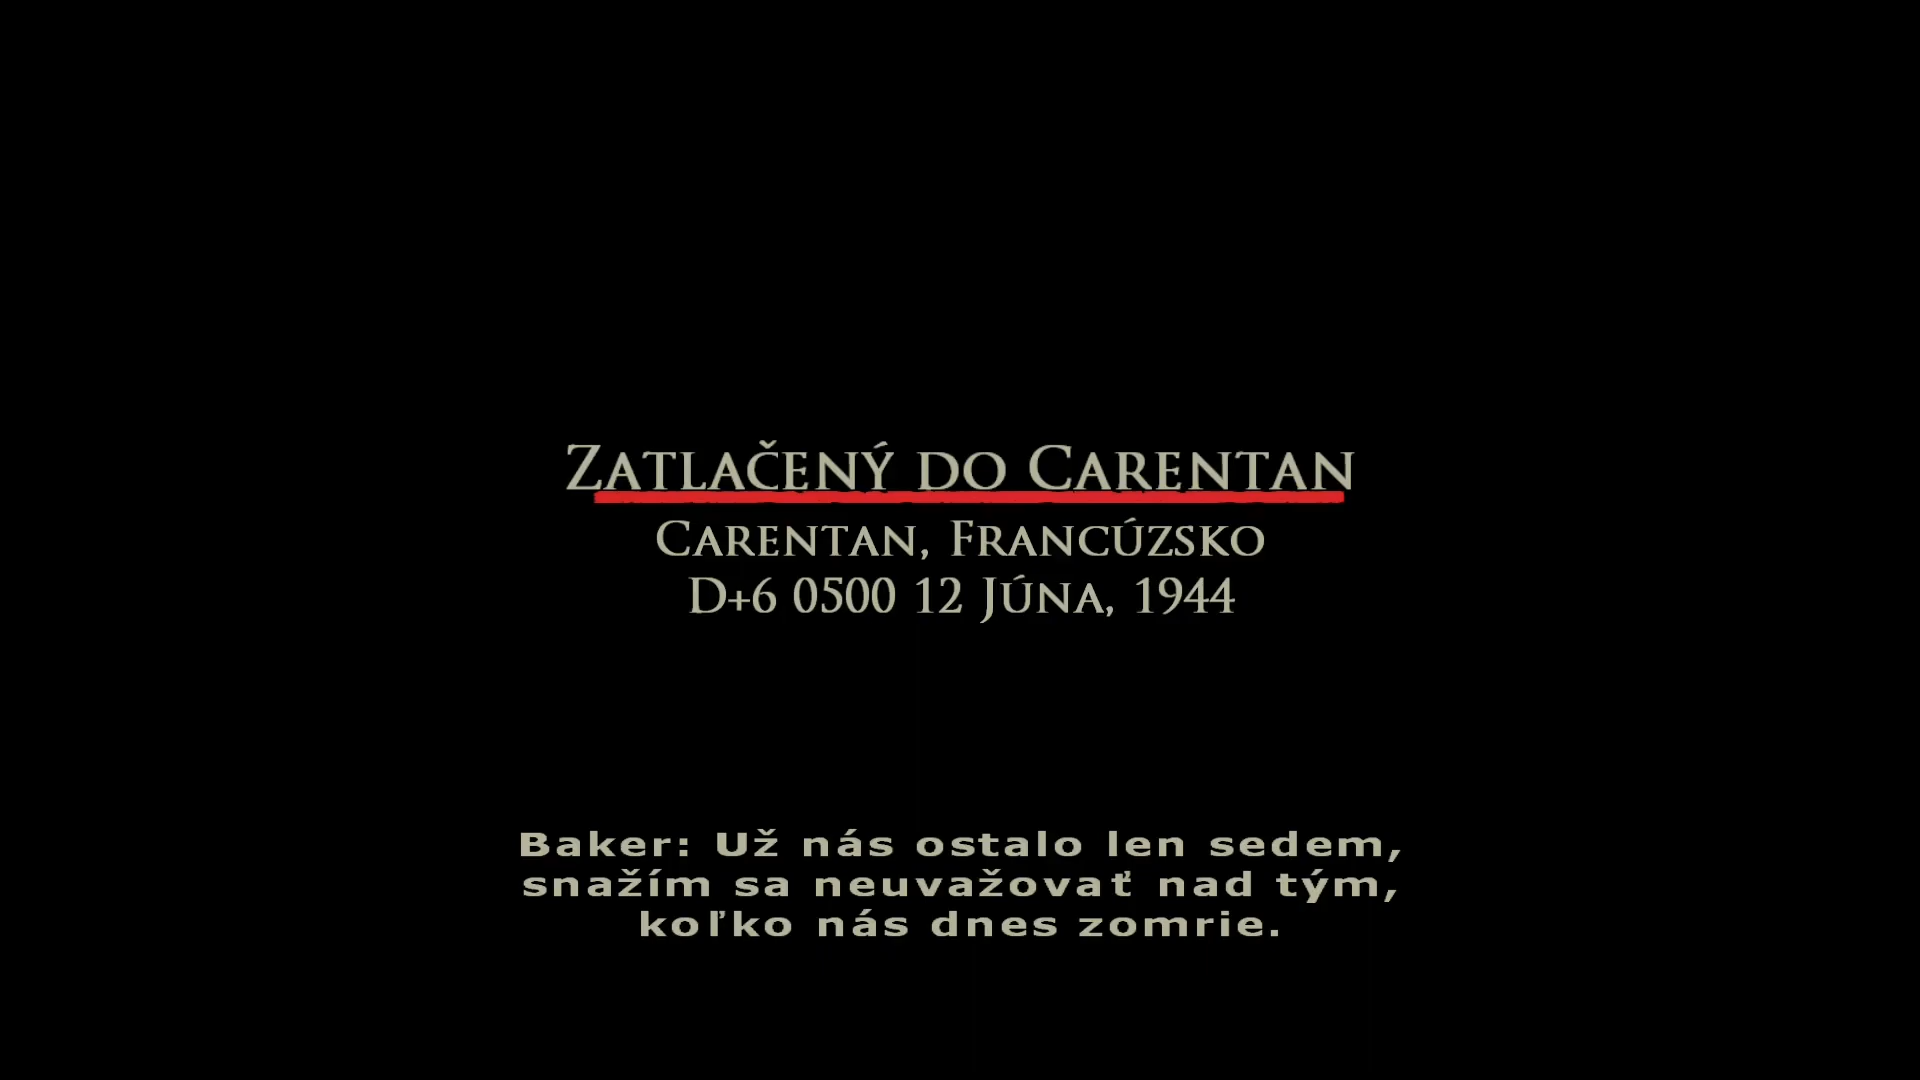 Zatlačený do Carentan
Carentan, Francúzsko
D+6 0500 12 Júna, 1944
Baker: Už nás ostalo len sedem,
snažím sa neuvažovať nad tým,
koľko nás dnes zomrie.